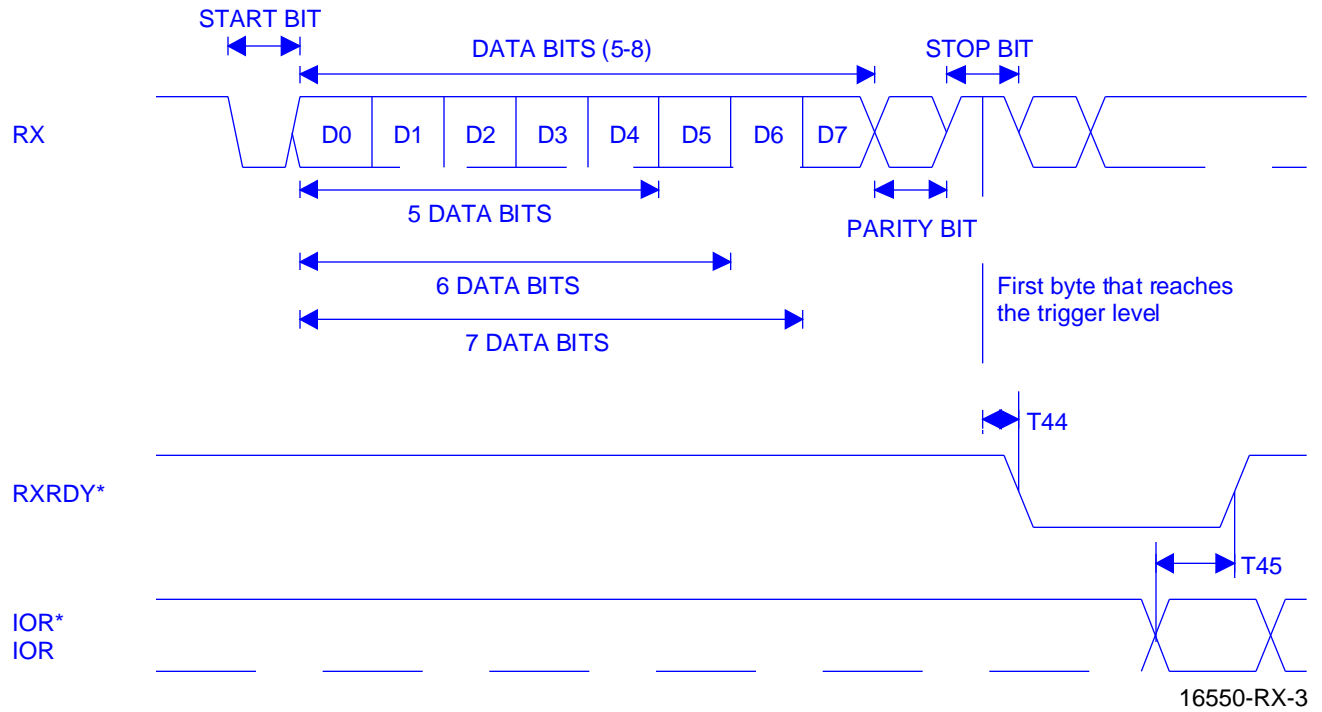 START BIT
DATA BITS (5-8)
STOP BIT
RX
D0 D1 D2 D3 D4 D5 D6 D7
5 DATA BITS
PARITY BIT
6 DATA BITS
First byte that reaches
the trigger level
7 DATA BITS
T44
RXRDY*
T45
IOR*
IOR
16550-RX-3